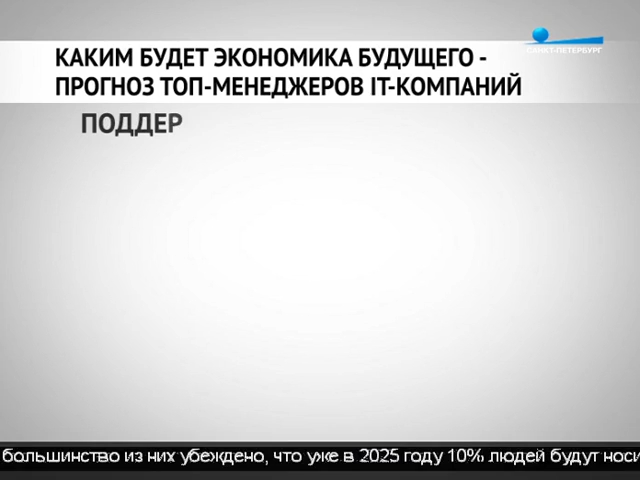 САНКТ-ПЕТЕРБУРГ
КАКИМ БУДЕТ ЭКОНОМИКА БУДУЩЕГО -
ПРОГНОЗ ТОП-МЕНЕДЖЕРОВ IT-КОМПАНИЙ
ПОДДЕР
большинство из них убеждено, что уже в 2025 году 10% людей будут носи